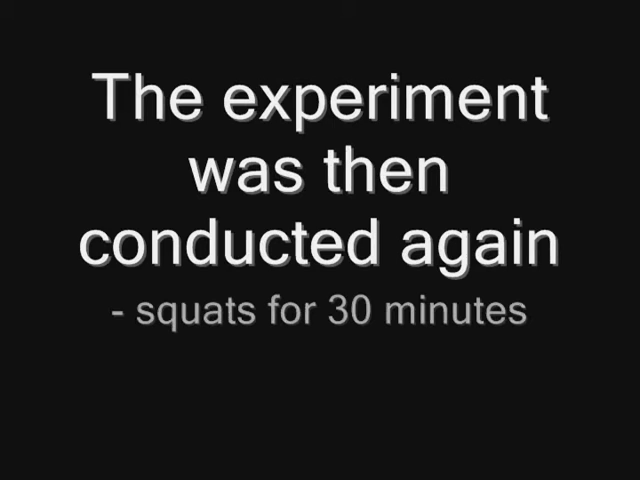 The experiment
was then
conducted again
- squats for 30 minutes